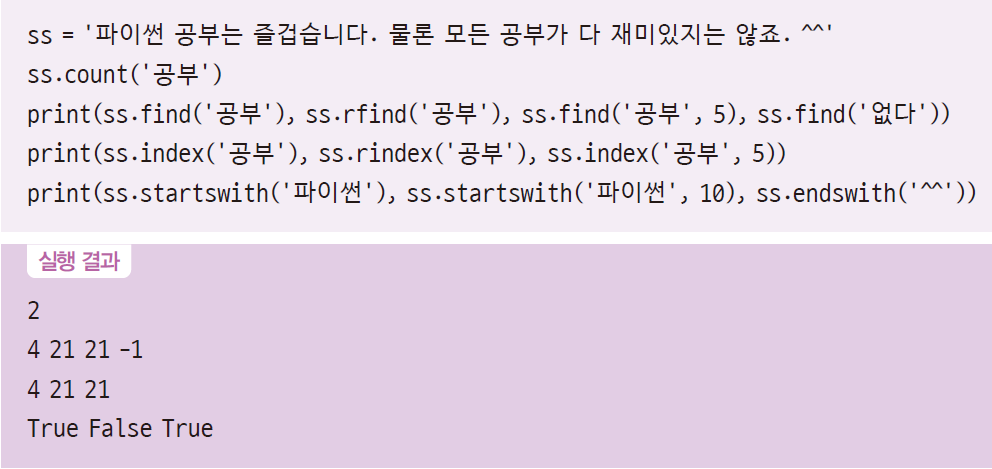 ss = '파이썬 공부는 즐겁습니다. 물론 모든 공부가 다 재미있지는 않죠. ^^'
ss.count('공부')
print(ss.find('공부'), ss.rfind('공부'), ss.find('공부', 5), ss.find('없다'))
print(ss.index('공부'), ss.rindex('공부'), ss.index('공부', 5))
print(ss.startswith('파이썬'), ss.startswith('파이썬', 10), ss.endswith('^^'))
실행 결과
2
4 21 21 -1
4 21 21
True False True